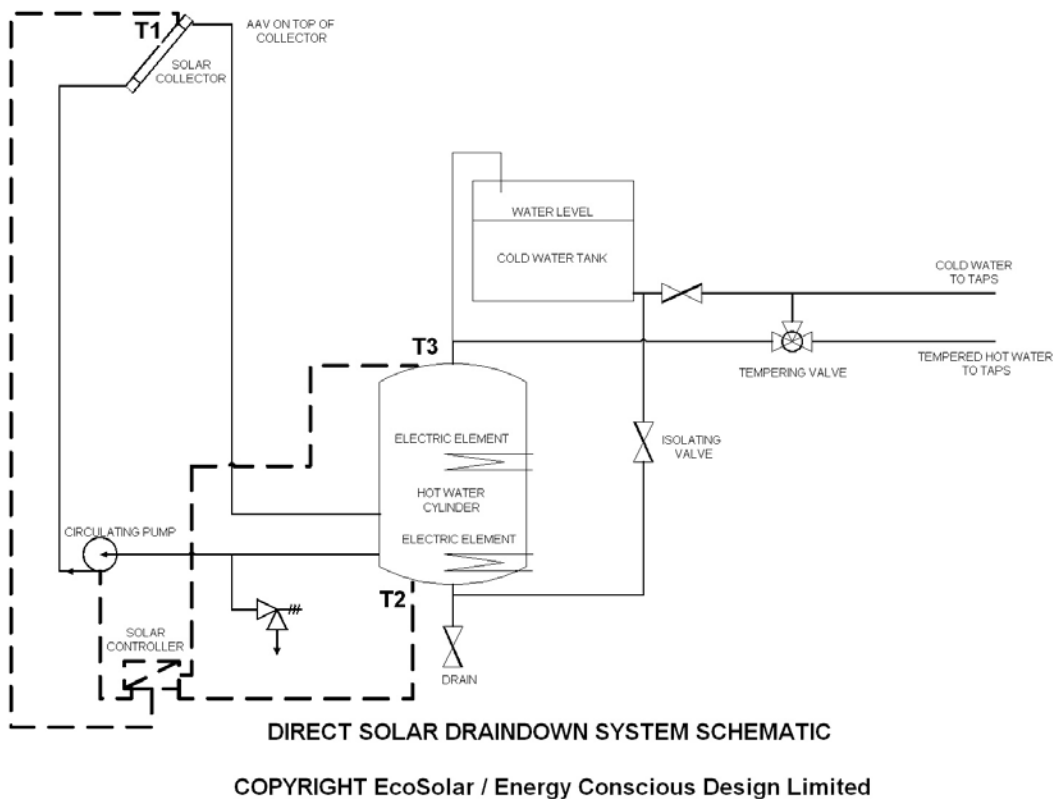 T1
AAV ON TOP OF
COLLECTOR
SOLAR
COLLECTOR
WATER LEVEL
COLD WATER TANK
COLD WATER
TO TAPS
T3
TEMPERING VALVE
TEMPERED HOT WATER
TO TAPS
ELECTRIC ELEMENT
ISOLATING
VALVE
HOT WATER
CYLINDER
CIRCULATING PUMP
ELECTRIC ELEMENT
T2
SOLAR
CONTROLLER
DRAIN
DIRECT SOLAR DRAINDOWN SYSTEM SCHEMATIC
COPYRIGHT EcoSolar / Energy Conscious Design Limited